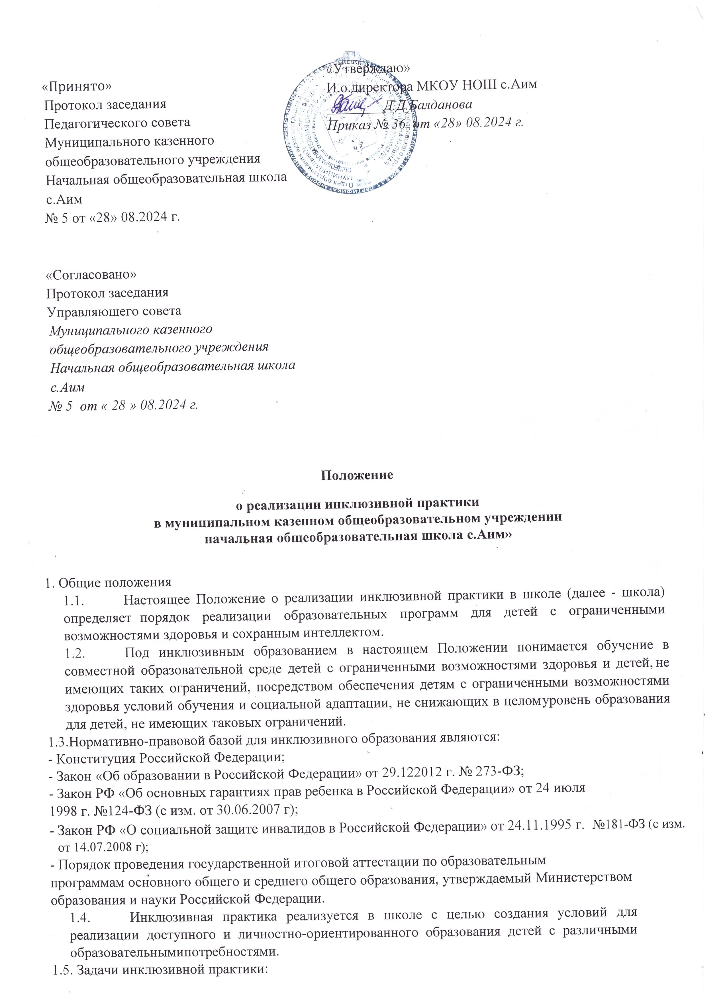 «Утверждаю»
И.о.директора МКОУ НОШ с.Аим
Д.Д.Балданова
Приказ № 36 от «28» 08.2024 г.
«Принято»
Протокол заседания
Педагогического совета
Муниципального казенного
общеобразовательного учреждения
Начальная общеобразовательная школа
с.Аим
№ 5 от «28» 08.2024 г.
«Согласовано»
Протокол заседания
Управляющего совета
Муниципального казенного
общеобразовательного учреждения
Начальная общеобразовательная школа
с.Аим
№ 5 от « 28 » 08.2024 г.
Положение
о реализации инклюзивной практики
в муниципальном казенном общеобразовательном учреждении
начальная общеобразовательная школа с.Аим»
1. Общие положения
1.1. Настоящее Положение о реализации инклюзивной практики в школе (далее - школа)
определяет порядок реализации образовательных программ для детей с ограниченными
возможностями здоровья и сохранным интеллектом.
1.2. Под инклюзивным образованием в настоящем Положении понимается обучение в
совместной образовательной среде детей с ограниченными возможностями здоровья и детей, не
имеющих таких ограничений, посредством обеспечения детям с ограниченными возможностями
здоровья условий обучения и социальной адаптации, не снижающих в целомуровень образования
для детей, не имеющих таковых ограничений.
1.3.Нормативно-правовой базой для инклюзивного образования являются:
- Конституция Российской Федерации;
- Закон «Об образовании в Российской Федерации» от 29.122012 г. № 273-ФЗ;
- Закон РФ «Об основных гарантиях прав ребенка в Российской Федерации» от 24 июля
1998 г. №124-ФЗ (с изм. от 30.06.2007 г);
- Закон РФ «О социальной защите инвалидов в Российской Федерации» от 24.11.1995 г. №181-ФЗ (с изм.
от 14.07.2008 г);
- Порядок проведения государственной итоговой аттестации по образовательным
программам основного общего и среднего общего образования, утверждаемый Министерством
образования и науки Российской Федерации.
1.4. Инклюзивная практика реализуется в школе с целью создания условий для
реализации доступного и личностно-ориентированного образования детей с различными
образовательнымипотребностями.
1.5. Задачи инклюзивной практики: